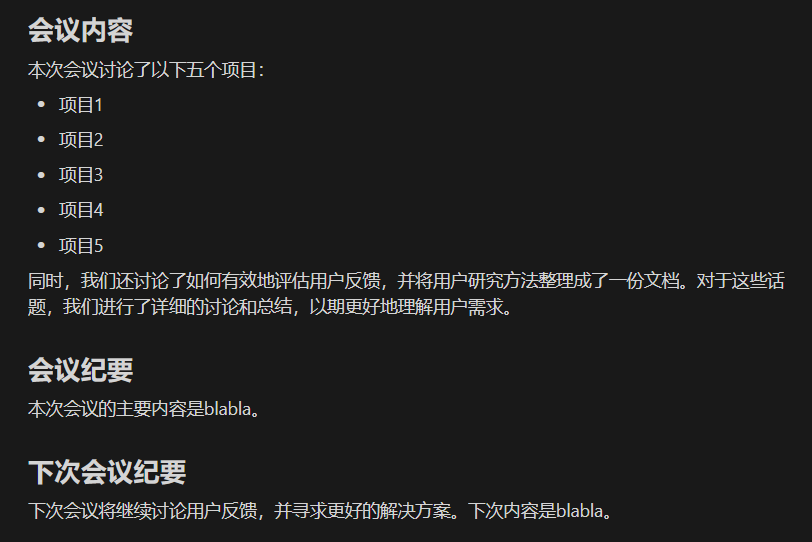 会议内容
本次会议讨论了以下五个项目：
• 项目1
• 项目2
• 项目3
• 项目4
• 项目5
同时，我们还讨论了如何有效地评估用户反馈，并将用户研究方法整理成了一份文档。对于这些话
题，我们进行了详细的讨论和总结，以期更好地理解用户需求。
会议纪要
本次会议的主要内容是blabla。
下次会议纪要
下次会议将继续讨论用户反馈，并寻求更好的解决方案。下次内容是blabla。